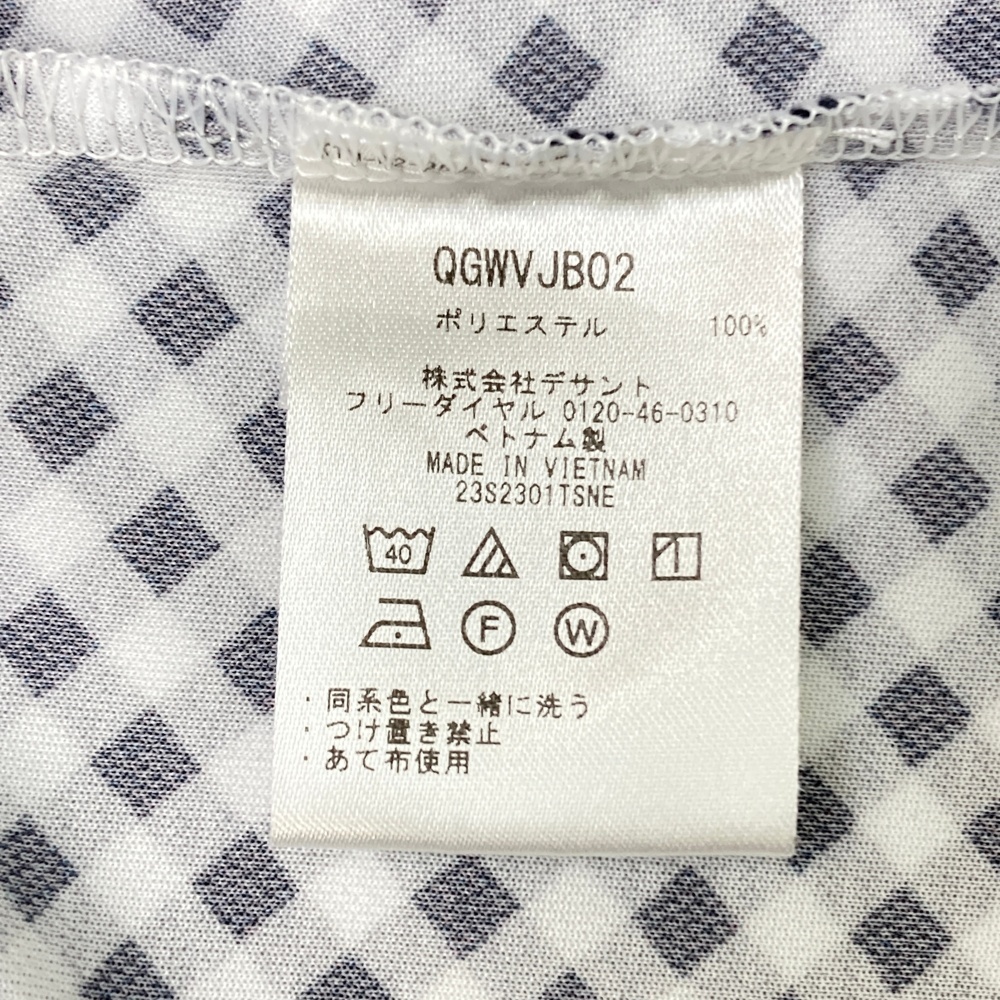 QGWVJB02
ポリエステル 100%
株式会社デサント
フリーダイヤル 0120-46-0310
ベトナム製
MADE IN VIETNAM
23S2301TSNE
40
F W
・同系色と一緒に洗う
・つけ置き禁止
・あて布使用